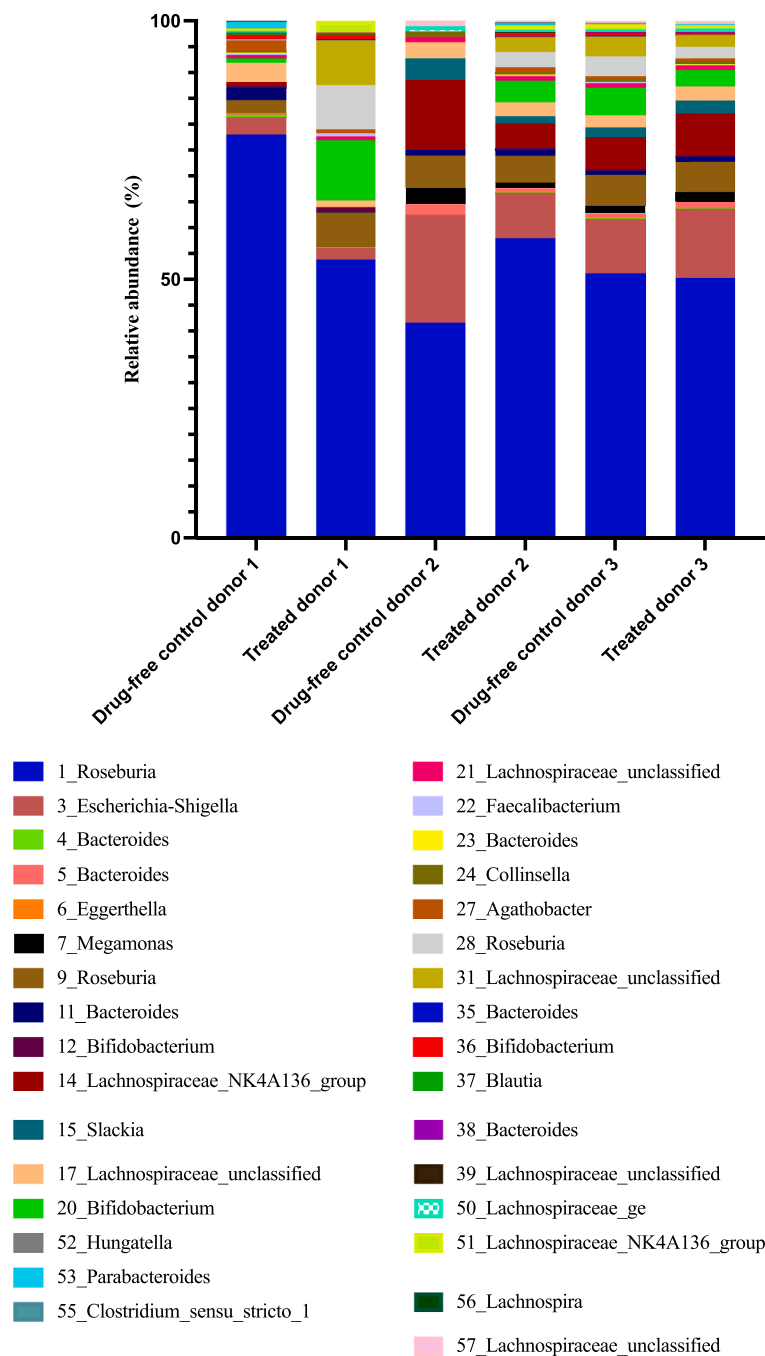 Relative abundance (%)
100
50
0
Drug-free control donor 1
Treated donor 1
Drug-free control donor 2
Treated donor 2
Drug-free control donor 3
Treated donor 3
1_Roseburia
3_Escherichia-Shigella
4_Bacteroides
5_Bacteroides
6_Eggerthella
7_Megamonas
9_Roseburia
11_Bacteroides
12_Bifidobacterium
14_Lachnospiraceae_NK4A136_group
15_Slackia
17_Lachnospiraceae_unclassified
20_Bifidobacterium
52_Hungatella
53_Parabacteroides
55_Clostridium_sensu_stricto_1
21_Lachnospiraceae_unclassified
22_Faecalibacterium
23_Bacteroides
24_Collinsella
27_Agathobacter
28_Roseburia
31_Lachnospiraceae_unclassified
35_Bacteroides
36_Bifidobacterium
37_Blautia
38_Bacteroides
39_Lachnospiraceae_unclassified
50_Lachnospiraceae_ge
51_Lachnospiraceae_NK4A136_group
56_Lachnospira
57_Lachnospiraceae_unclassified